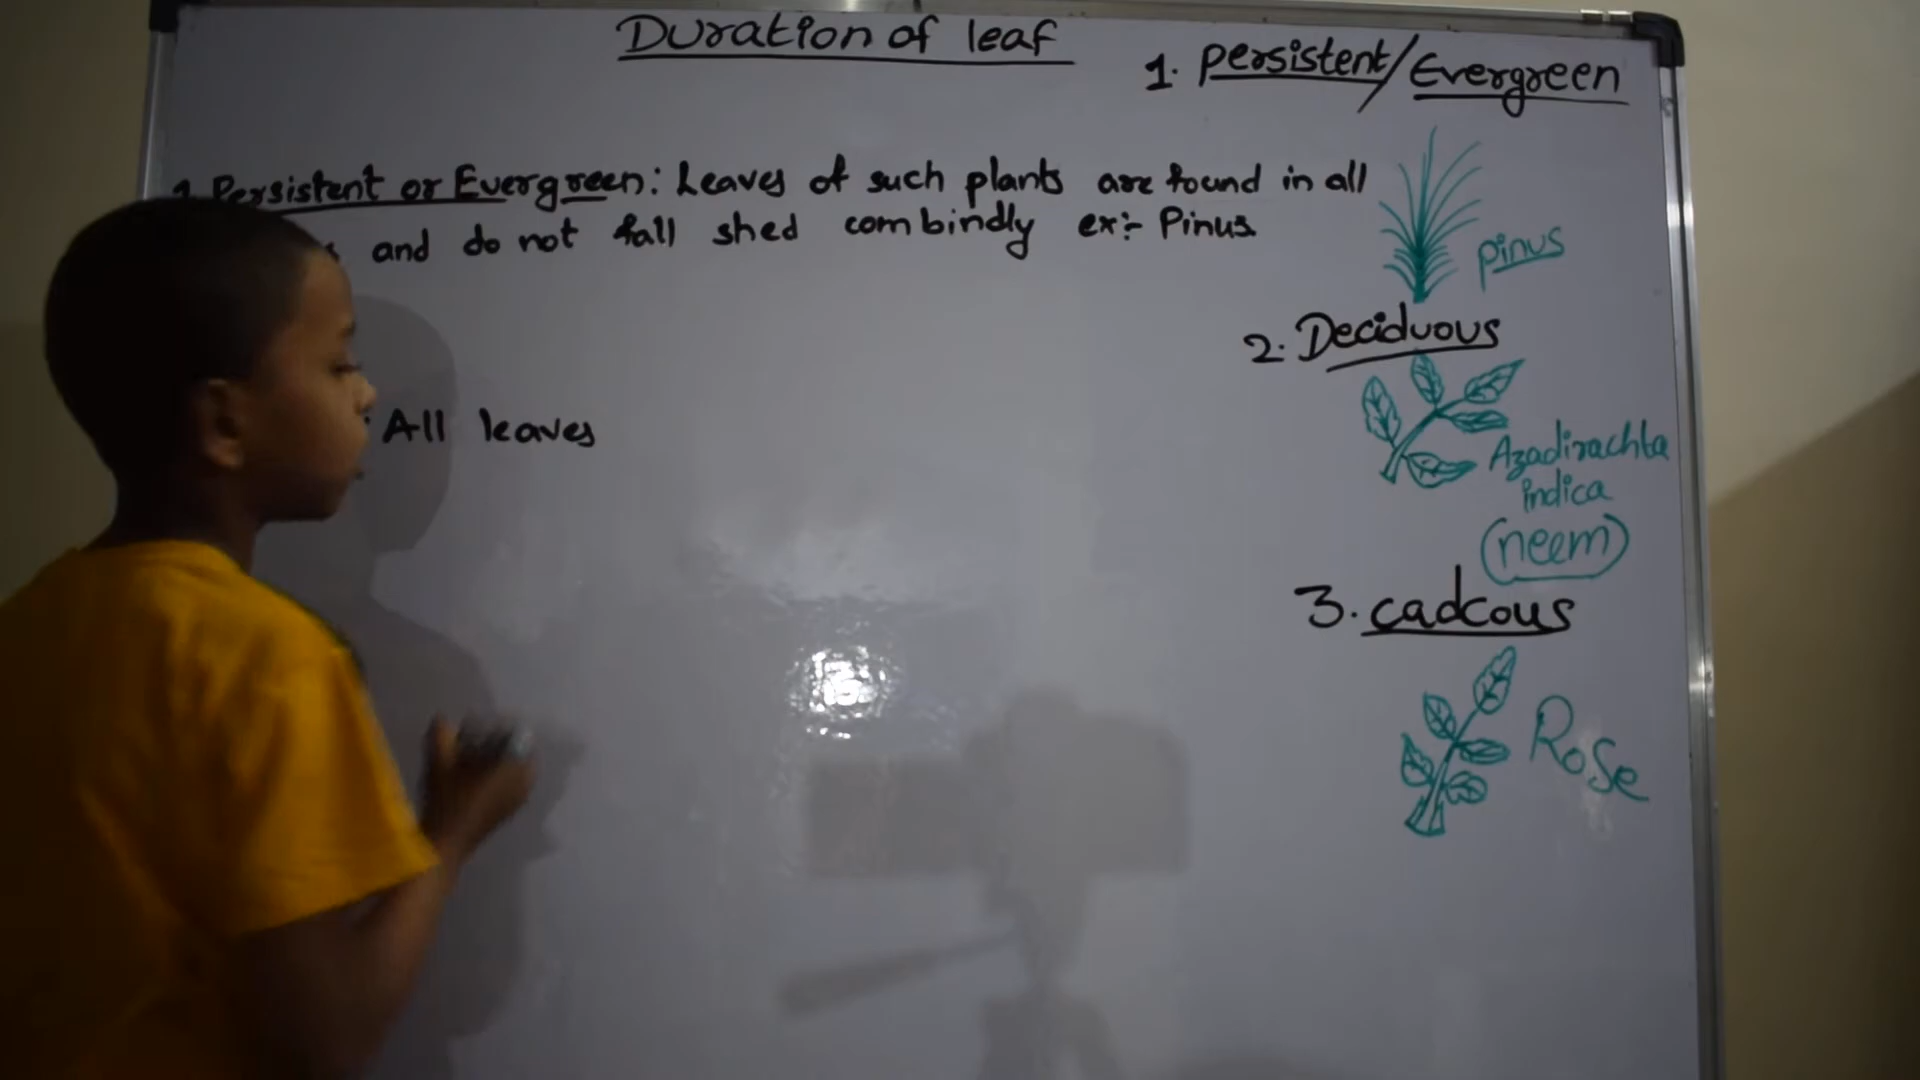 Duration of leaf
1. Persistent/Evergreen
1 Persistent or Evergreen: Leaves of such plants are found in all
and do not fall shed combindly ex:- Pinus
pinus
2. Deciduous
: All leaves
Azadirachta
indica
(neem)
3. cadcous
Rose